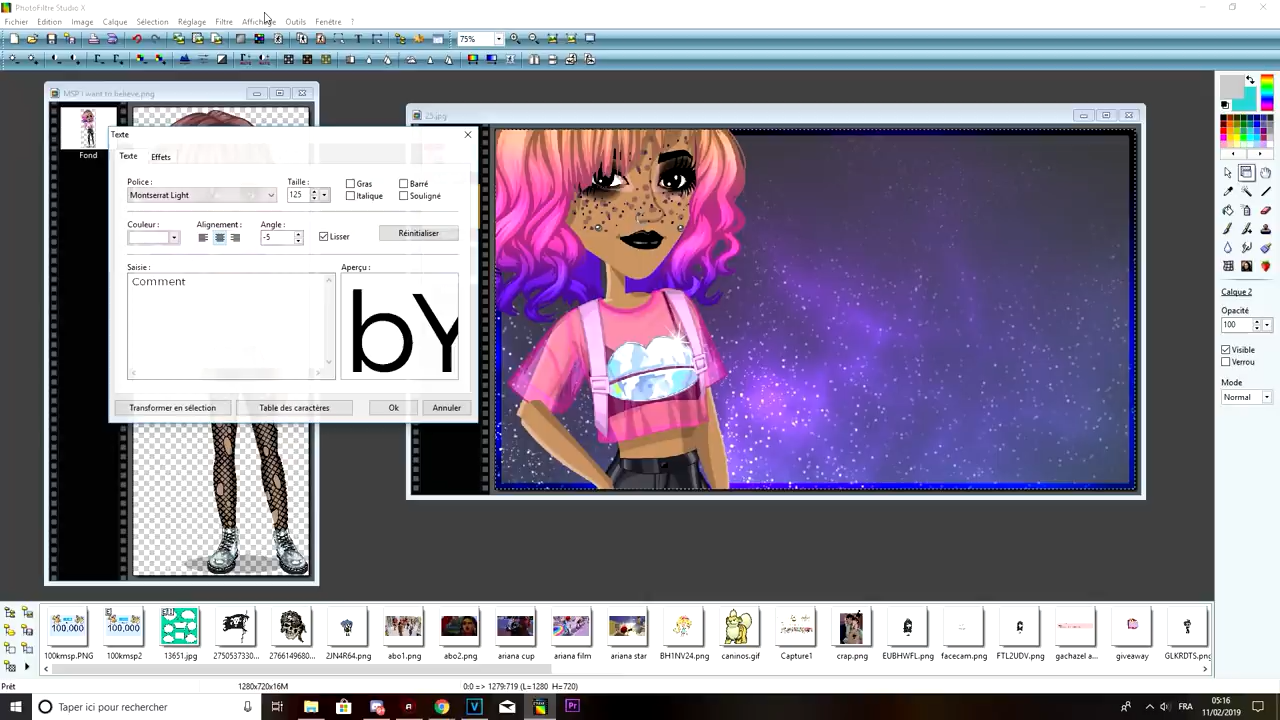 PhotoFiltre Studio X
Fichier Edition Image Calque Sélection Réglage Filtre Affichage Outils Fenêtre ?
75%
MSP I want to believe.png
23.jpg
Fond
Texte
Texte Effets
Police :
Taille :
Montserrat Light
125
Gras
Barré
Italique
Souligné
Couleur :
Alignement :
Angle :
-5
Lisser
Réinitialiser
Saisie :
Aperçu :
Comment
bY
Transformer en sélection
Table des caractères
Ok
Annuler
Calque 2
Opacité
100
Visible
Verrou
Mode
Normal
100kmsp.PNG 100kmsp2 13651.jpg 2750537330... 2766149680... 2JN4R64.png abo1.png abo2.png ariana cup ariana film ariana star BH1NV24.png caninos.gif Capture1 crap.png EUBHWFL.png facecam.png FTL2UDV.png gachazel a... giveaway GLKRDTS.png
Prêt
1280x720x16M
0:0 => 1279:719 (L=1280 H=720)
Taper ici pour rechercher
FRA
05:16
11/02/2019